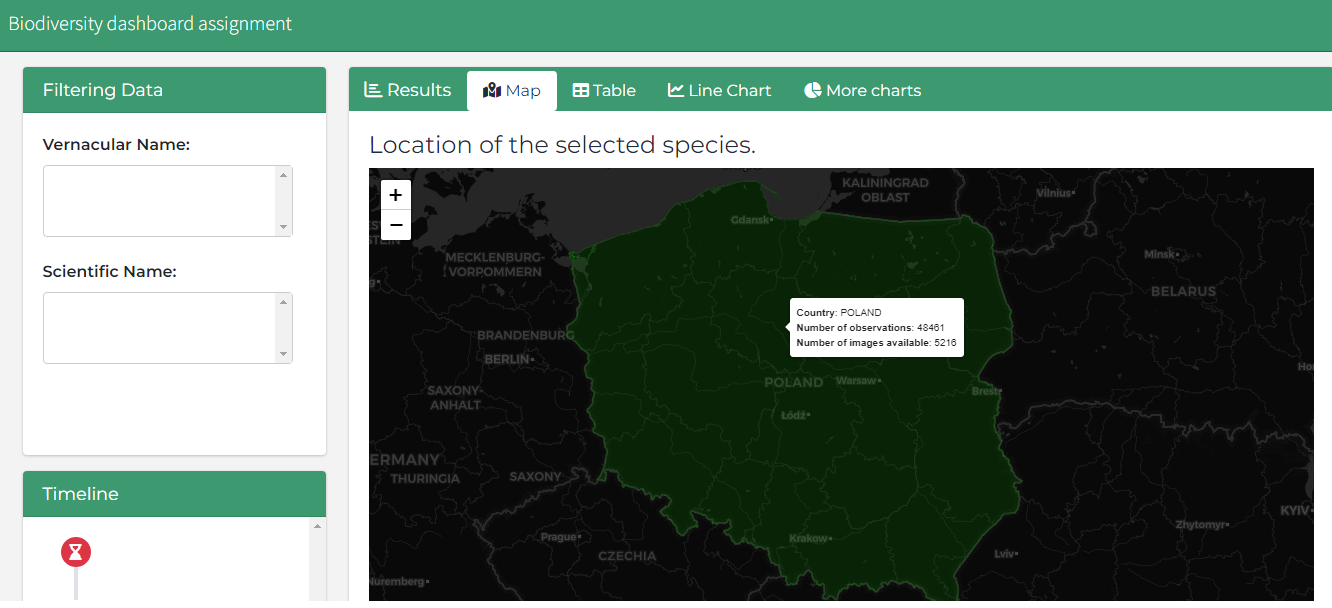 Biodiversity dashboard assignment
Filtering Data
Vernacular Name:
Scientific Name:
Timeline
Results
Map
Table
Line Chart
More charts
Location of the selected species.
+
−
KALININGRAD
OBLAST
Vilnius
Gdansk
MECKLENBURG-
VORPOMMERN
Minsk
BELARUS
Country: POLAND
Number of observations: 48461
Number of images available: 5216
BRANDENBURG
BERLIN
POLAND
Warsaw
Brest
SAXONY-
ANHALT
Łódź
ERMANY
THURINGIA
SAXONY
KYIV
Zhytomyr
Prague
Krakow
CZECHIA
Lviv
Nuremberg